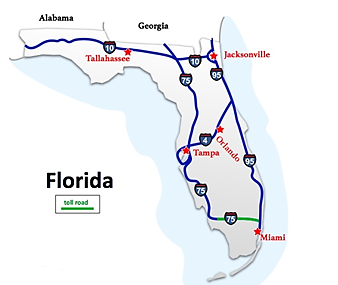 Alabama
Georgia
10
Tallahassee
10
Jacksonville
75
95
4
Orlando
Tampa
95
Florida
toll road
75
75
Miami